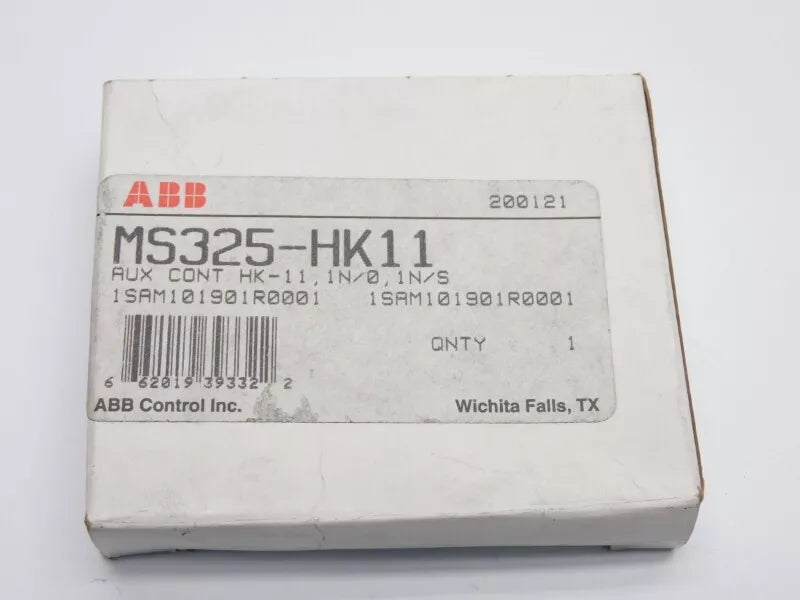 ABB 200121
MS325-HK11
AUX CONT HK-11,1N/0,1N/S
1SAM101901R0001 1SAM101901R0001
QNTY 1
6 62019 39332 2
ABB Control Inc. Wichita Falls, TX